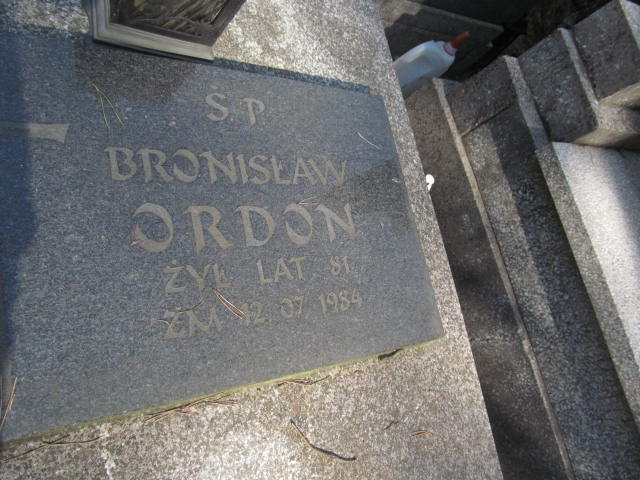 Ś.P.
BRONISŁAW
ORDON
ŻYŁ LAT 81
ZM. 12.07.1984